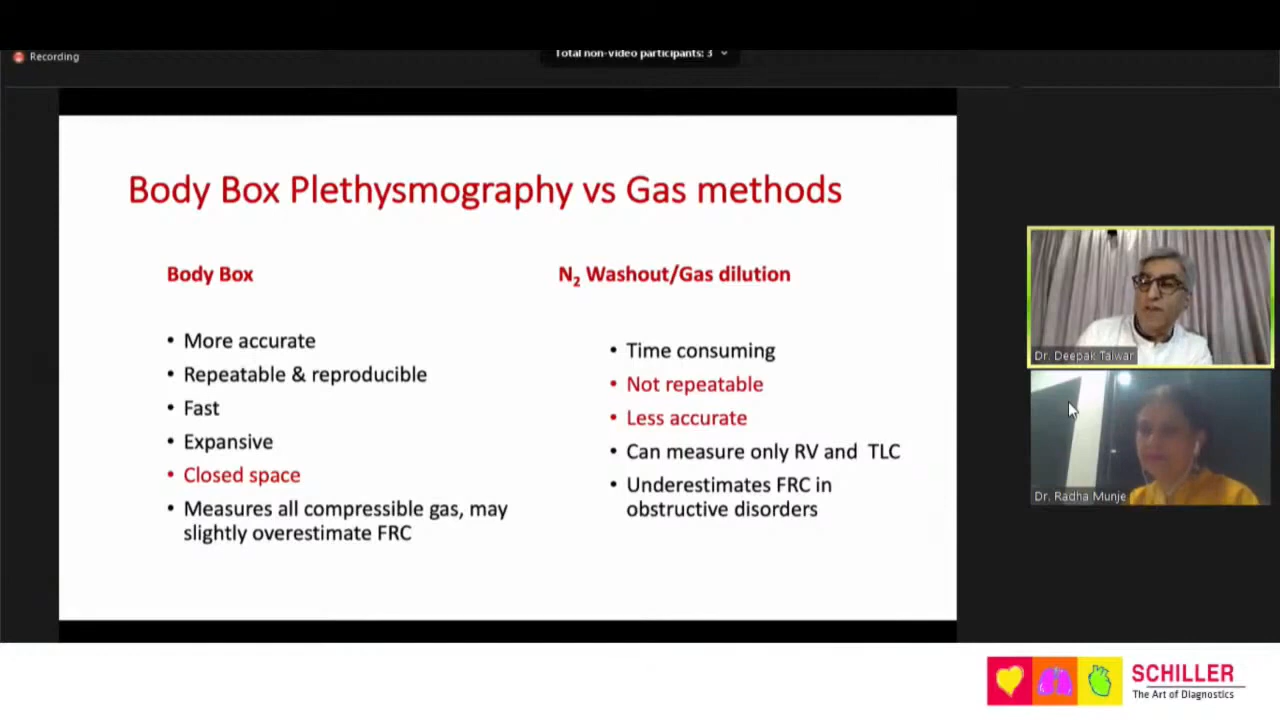 Recording
Total non-video participants: 3
Body Box Plethysmography vs Gas methods
Body Box
• More accurate
• Repeatable & reproducible
• Fast
• Expansive
• Closed space
• Measures all compressible gas, may
slightly overestimate FRC
N₂ Washout/Gas dilution
• Time consuming
• Not repeatable
• Less accurate
• Can measure only RV and TLC
• Underestimates FRC in
obstructive disorders
Dr. Deepak Talwar
Dr. Radha Munje
SCHILLER
The Art of Diagnostics